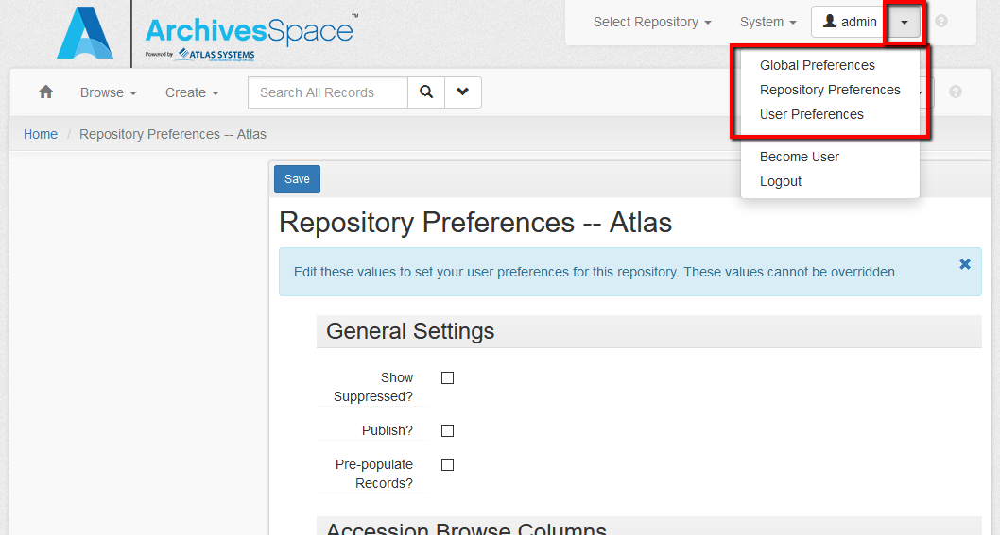 ArchivesSpace™
Powered by ATLAS SYSTEMS
Select Repository
System
admin
Global Preferences
Repository Preferences
User Preferences
Become User
Logout
Browse
Create
Search All Records
Home / Repository Preferences -- Atlas
Save
Repository Preferences -- Atlas
Edit these values to set your user preferences for this repository. These values cannot be overridden.
General Settings
Show
Suppressed?
Publish?
Pre-populate
Records?
Accession Browse Columns